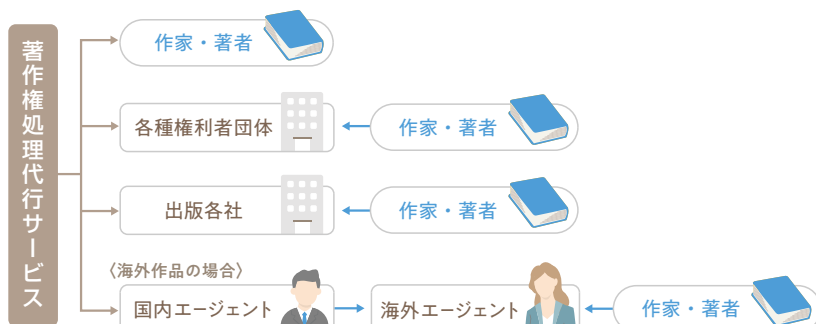 著作権処理代行サービス
作家・著者
各種権利者団体
作家・著者
出版各社
作家・著者
〈海外作品の場合〉
国内エージェント
海外エージェント
作家・著者